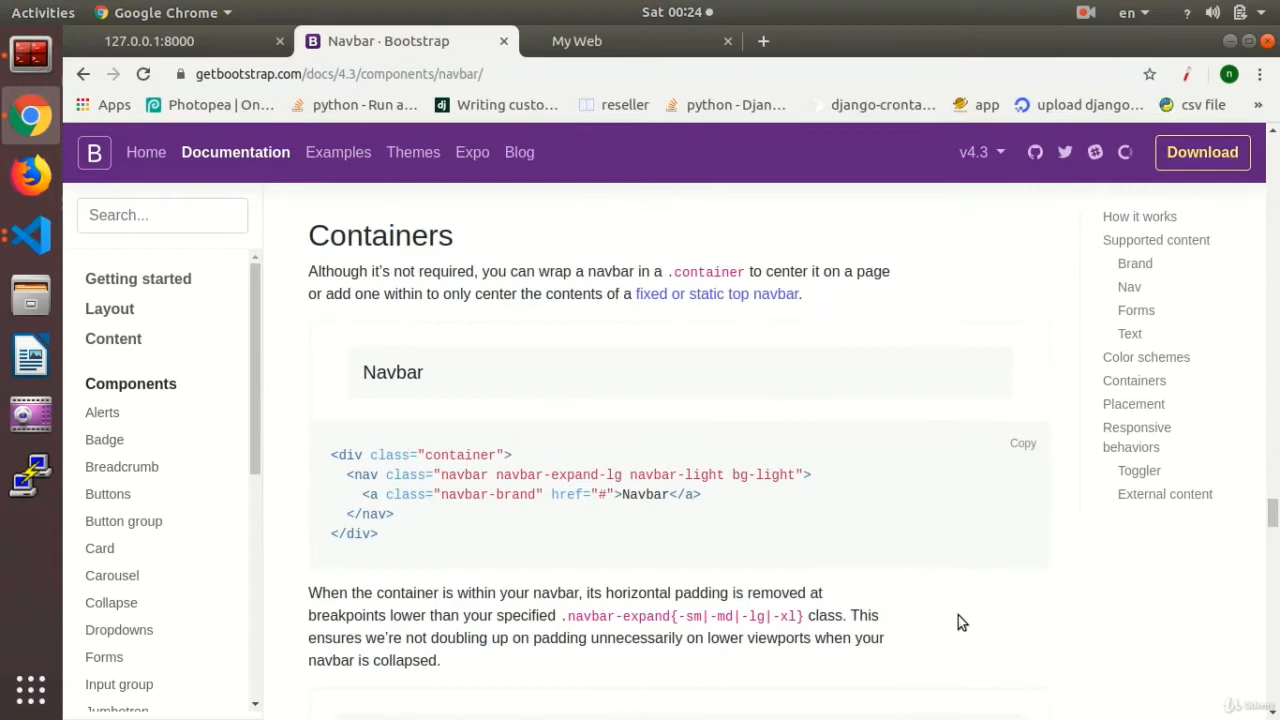 Activities
Google Chrome
Sat 00:24
en
?
127.0.0.1:8000
B
Navbar · Bootstrap
My Web
getbootstrap.com/docs/4.3/components/navbar/
n
Apps
Photopea | On...
python - Run a...
dj
Writing custo...
reseller
python - Djan...
django-cronta...
app
upload django...
csv file
»
B
Home
Documentation
Examples
Themes
Expo
Blog
v4.3
Download
Search...
Getting started
Layout
Content
Components
Alerts
Badge
Breadcrumb
Buttons
Button group
Card
Carousel
Collapse
Dropdowns
Forms
Input group
Jumbotron
Containers
Although it's not required, you can wrap a navbar in a .container to center it on a page
or add one within to only center the contents of a fixed or static top navbar.
Navbar
Copy
<div class="container">
<nav class="navbar navbar-expand-lg navbar-light bg-light">
<a class="navbar-brand" href="#">Navbar</a>
</nav>
</div>
When the container is within your navbar, its horizontal padding is removed at
breakpoints lower than your specified .navbar-expand{-sm|-md|-lg|-xl} class. This
ensures we're not doubling up on padding unnecessarily on lower viewports when your
navbar is collapsed.
How it works
Supported content
Brand
Nav
Forms
Text
Color schemes
Containers
Placement
Responsive
behaviors
Toggler
External content
Udemy